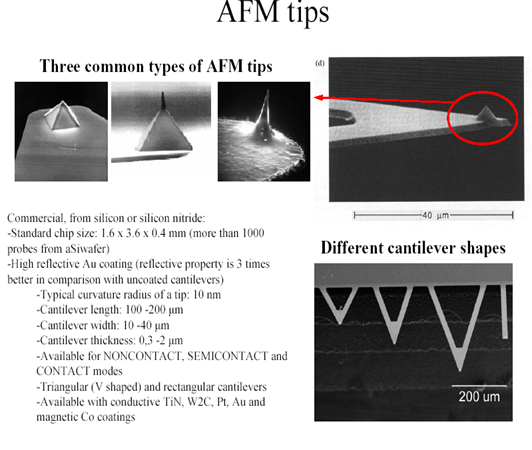 AFM tips
Three common types of AFM tips
(d)
40 μm
Commercial, from silicon or silicon nitride:
-Standard chip size: 1.6 x 3.6 x 0.4 mm (more than 1000
probes from aSiwafer)
-High reflective Au coating (reflective property is 3 times
better in comparison with uncoated cantilevers)
-Typical curvature radius of a tip: 10 nm
-Cantilever length: 100 -200 μm
-Cantilever width: 10 -40μm
-Cantilever thickness: 0,3 -2 μm
-Available for NONCONTACT, SEMICONTACT and
CONTACT modes
-Triangular (V shaped) and rectangular cantilevers
-Available with conductive TiN, W2C, Pt, Au and
magnetic Co coatings
Different cantilever shapes
200 um